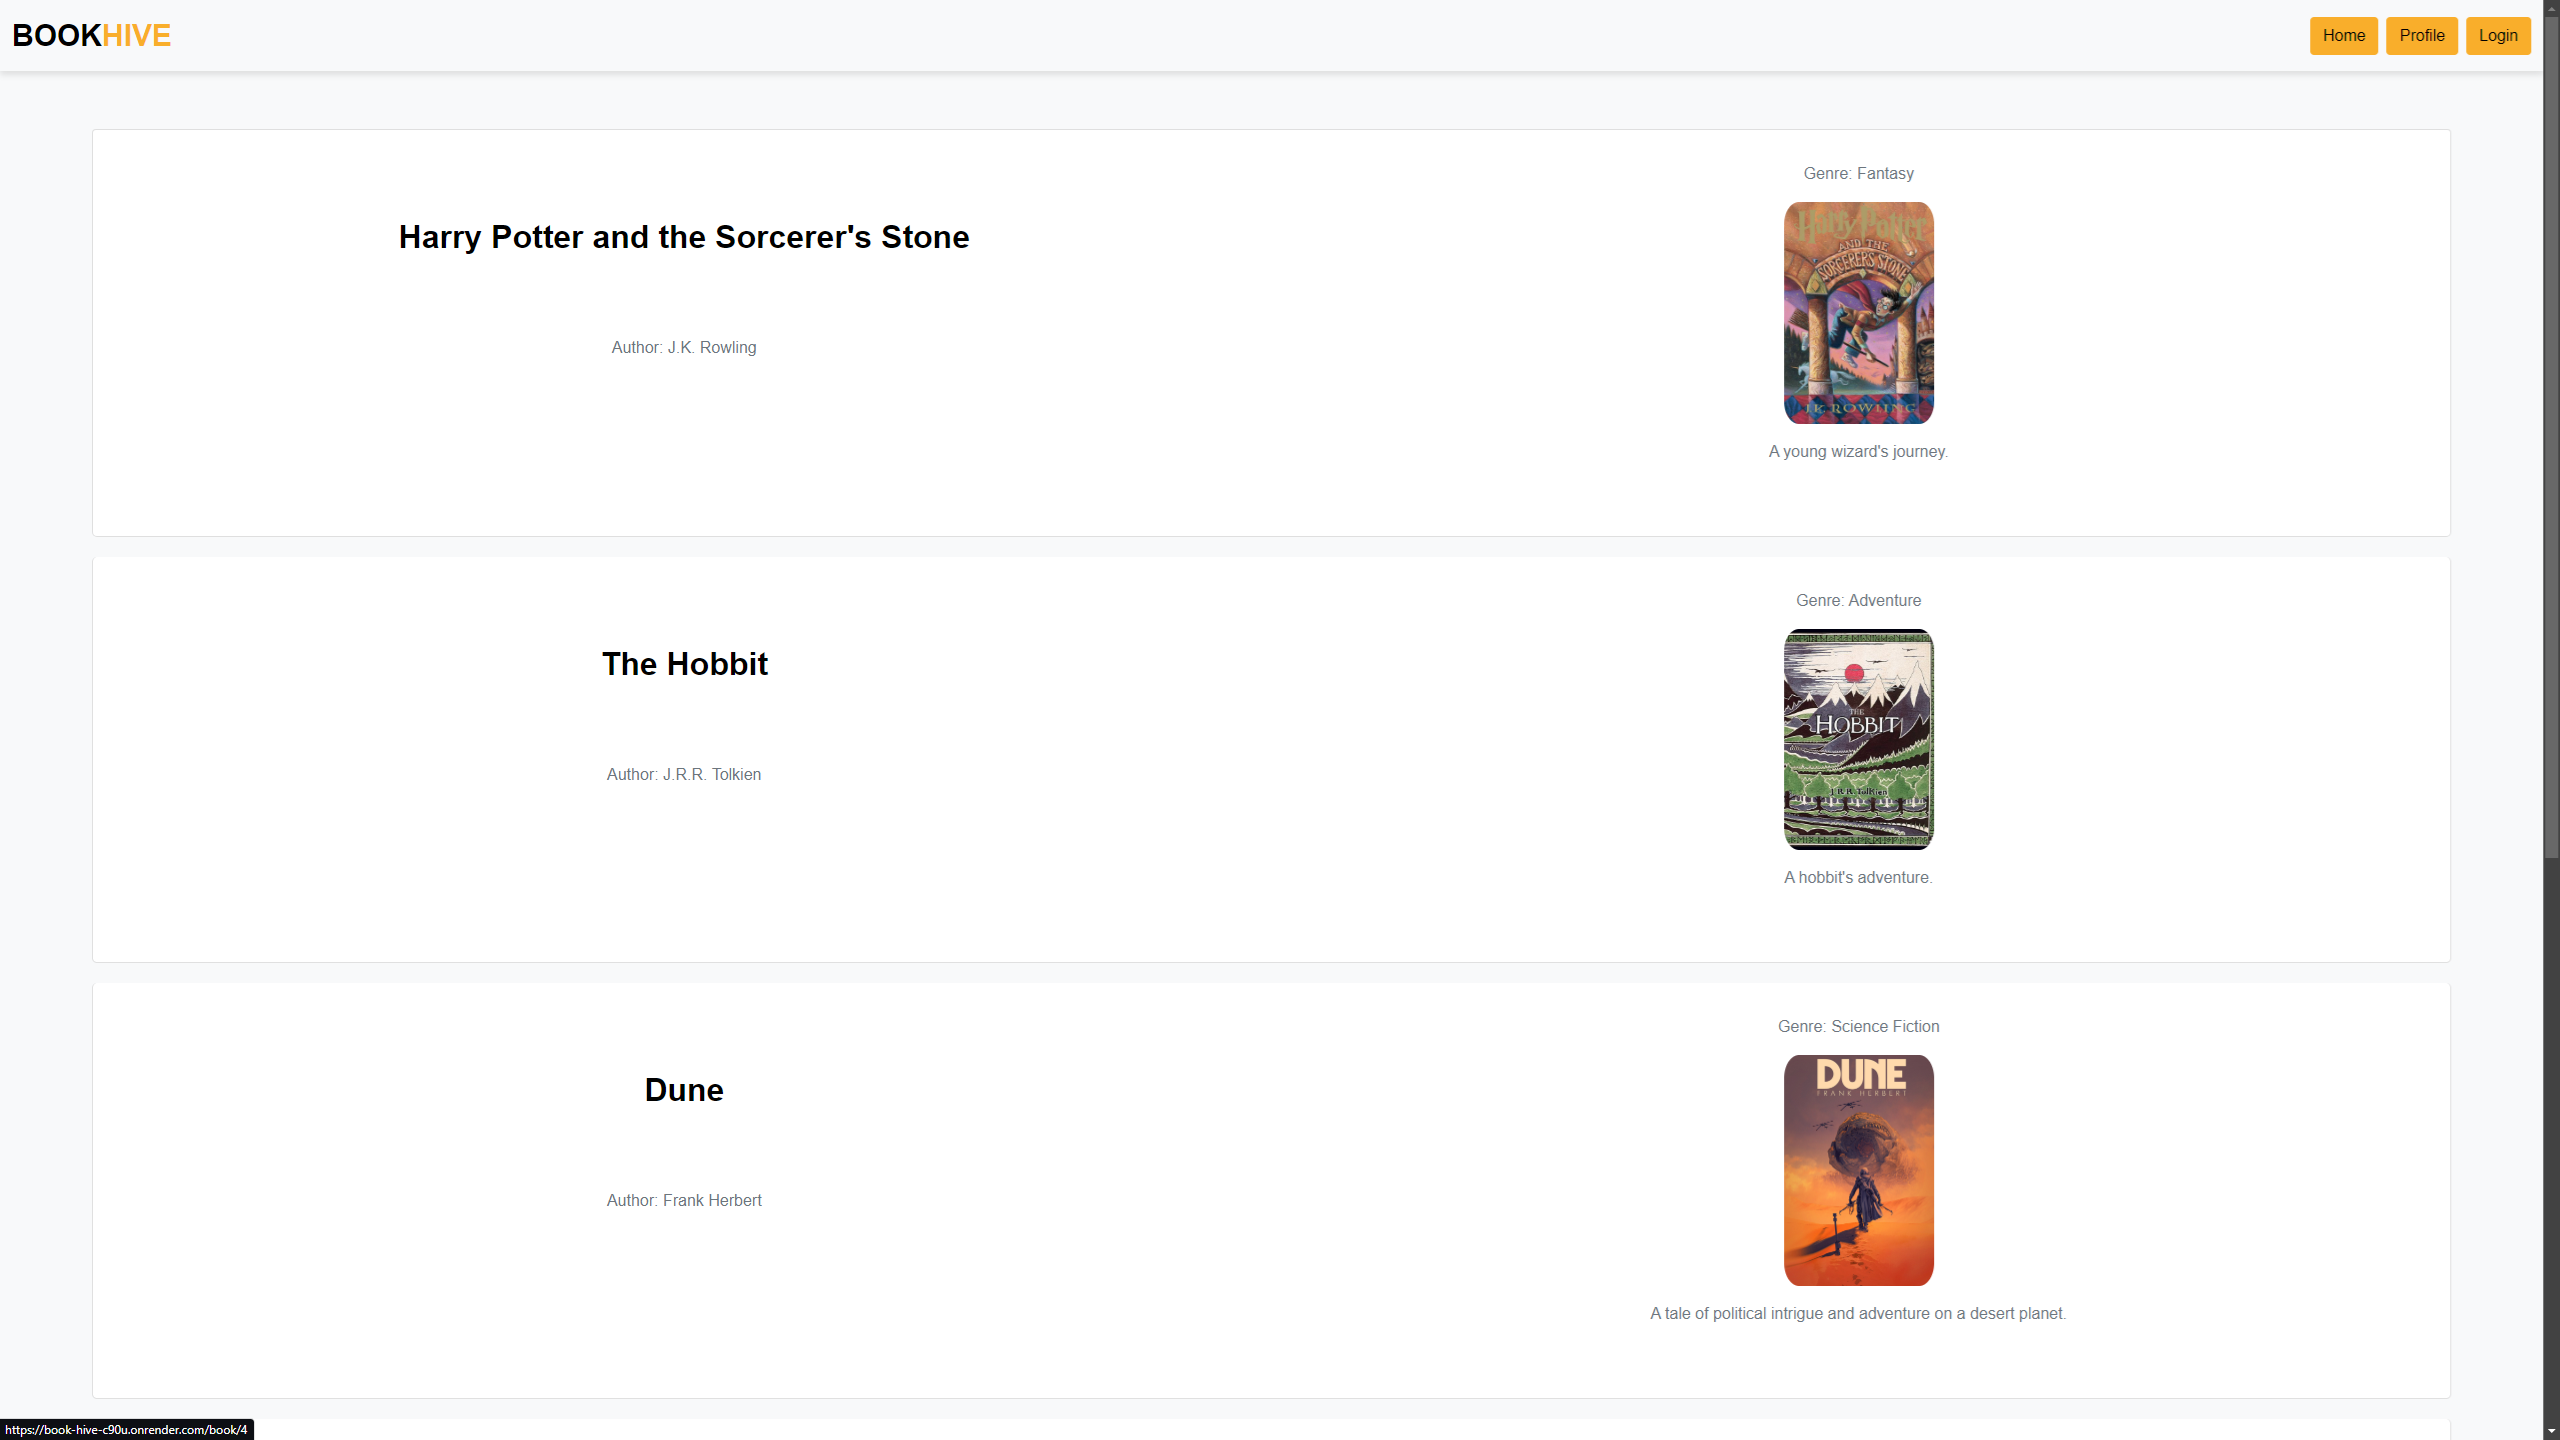 BOOKHIVE
Home
Profile
Login
Harry Potter and the Sorcerer's Stone
Author: J.K. Rowling
Genre: Fantasy
Harry Potter
AND THE
SORCERER'S STONE
J.K. ROWLING
A young wizard's journey.
The Hobbit
Author: J.R.R. Tolkien
Genre: Adventure
THE
HOBBIT
J.R.R. Tolkien
A hobbit's adventure.
Dune
Author: Frank Herbert
Genre: Science Fiction
DUNE
FRANK HERBERT
A tale of political intrigue and adventure on a desert planet.
https://book-hive-c90u.onrender.com/book/4